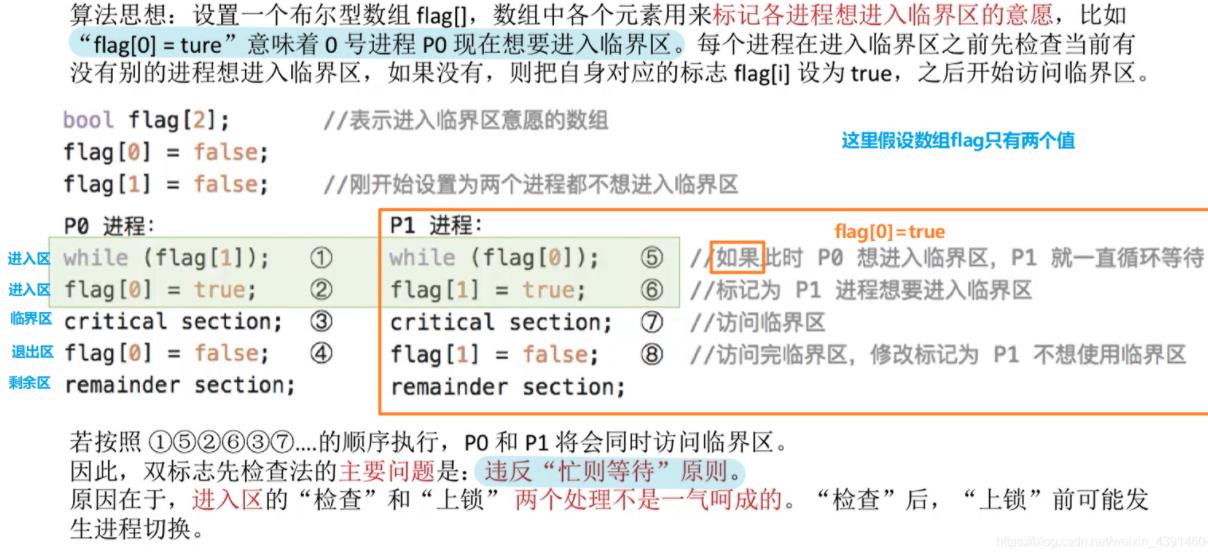 算法思想：设置一个布尔型数组 flag[]，数组中各个元素用来标记各进程想进入临界区的意愿，比如
“flag[0] = ture”意味着 0 号进程 P0 现在想要进入临界区。每个进程在进入临界区之前先检查当前有
没有别的进程想进入临界区，如果没有，则把自身对应的标志 flag[i] 设为 true，之后开始访问临界区。
bool flag[2]; //表示进入临界区意愿的数组
这里假设数组flag只有两个值
flag[0] = false;
flag[1] = false; //刚开始设置为两个进程都不想进入临界区
P0 进程: P1 进程: flag[0]=true
进入区 while (flag[1]); ① while (flag[0]); ⑤ //如果此时 P0 想进入临界区，P1 就一直循环等待
进入区 flag[0] = true; ② flag[1] = true; ⑥ //标记为 P1 进程想要进入临界区
临界区 critical section; ③ critical section; ⑦ //访问临界区
退出区 flag[0] = false; ④ flag[1] = false; ⑧ //访问完临界区，修改标记为 P1 不想使用临界区
剩余区 remainder section; remainder section;
若按照 ①⑤②⑥③⑦....的顺序执行，P0 和 P1 将会同时访问临界区。
因此，双标志先检查法的主要问题是：违反“忙则等待”原则。
原因在于，进入区的“检查”和“上锁” 两个处理不是一气呵成的。“检查”后，“上锁”前可能发
生进程切换。